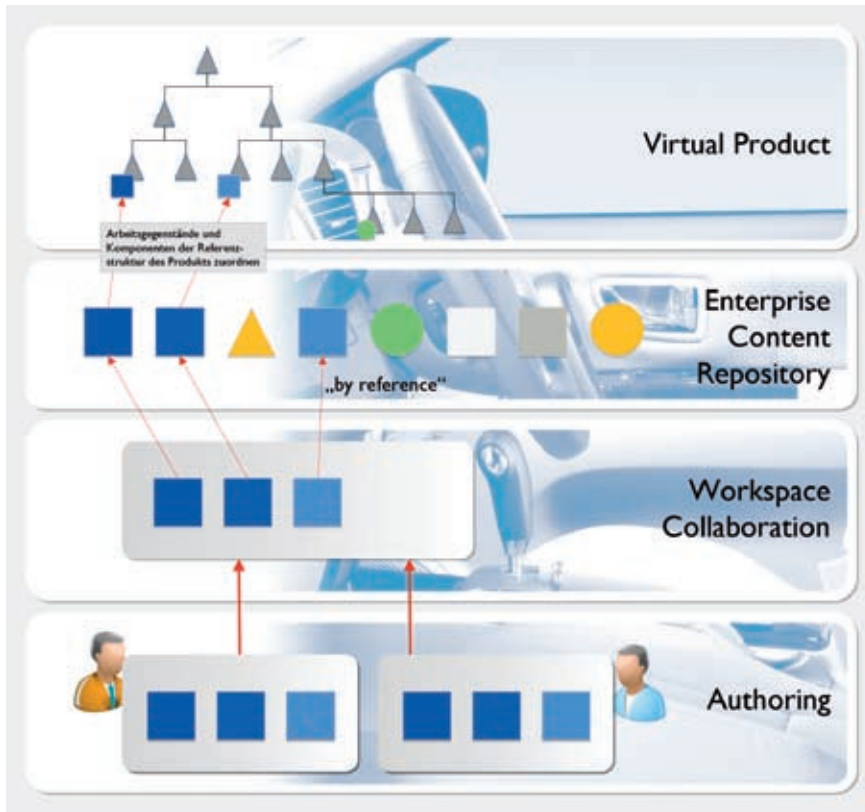 Virtual Product
Arbeitsgegenstände und
Komponenten der Referenz-
struktur des Produkts zuordnen
Enterprise
Content
Repository
„by reference“
Workspace
Collaboration
Authoring